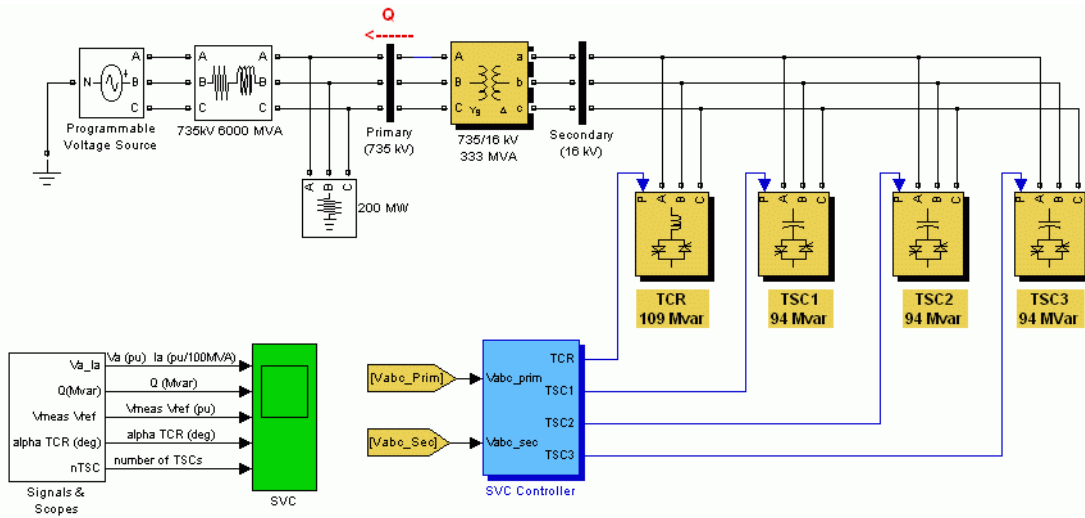 Q
<------
A
B
C
N
A
B
C
A
B
C
A
B
C
Yg
Δ
a
b
c
Programmable
Voltage Source
735kV 6000 MVA
Primary
(735 kV)
735/16 kV
333 MVA
Secondary
(16 kV)
A
B
C
200 MW
P
A
B
C
P
A
B
C
P
A
B
C
P
A
B
C
TCR
109 Mvar
TSC1
94 Mvar
TSC2
94 Mvar
TSC3
94 MVar
Va_Ia
Q(Mvar)
Vmeas Vref
alpha TCR (deg)
nTSC
Va (pu) Ia (pu/100MVA)
Q (Mvar)
Vmeas Vref (pu)
alpha TCR (deg)
number of TSCs
Signals &
Scopes
SVC
[Vabc_Prim]
[Vabc_Sec]
Vabc_prim
Vabc_sec
TCR
TSC1
TSC2
TSC3
SVC Controller